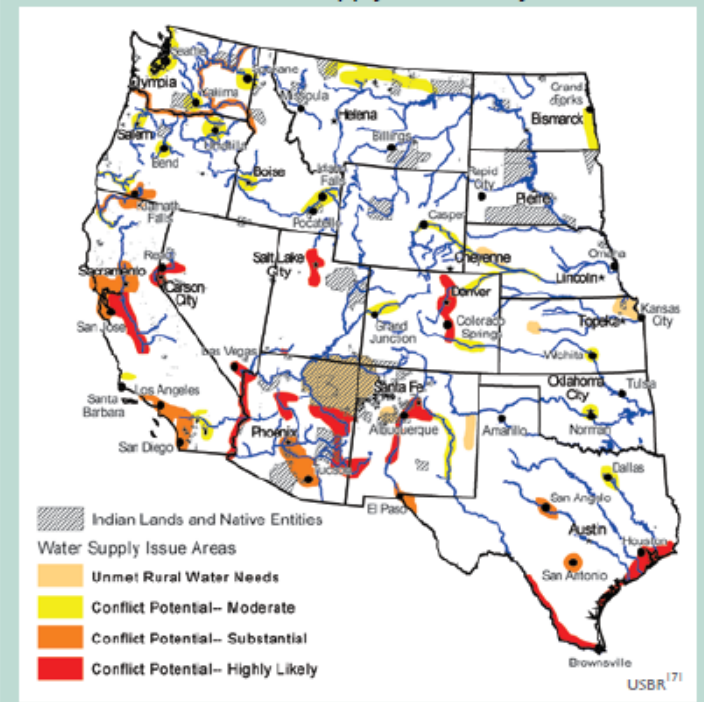 Seattle
Spokane
Olympia
Yakima
Missoula
Grand
Forks
Helena
Bismarck
Salem
Billings
Bend
Boise
Idaho
Falls
Rapid
City
Pierre
Klamath
Falls
Pocatello
Casper
Reno
Salt Lake
City
Cheyenne
Omaha
Sacramento
Lincoln
Carson
City
Denver
San Jose
Grand
Junction
Colorado
Springs
Topeka
Kansas
City
Las Vegas
Wichita
Santa Fe
Oklahoma
City
Tulsa
Santa
Barbara
Los Angeles
Phoenix
Albuquerque
Amarillo
Norman
San Diego
Tucson
Dallas
El Paso
San Angelo
Austin
Houston
San Antonio
Brownsville
Indian Lands and Native Entities
Water Supply Issue Areas
Unmet Rural Water Needs
Conflict Potential-- Moderate
Conflict Potential-- Substantial
Conflict Potential-- Highly Likely
USBR171